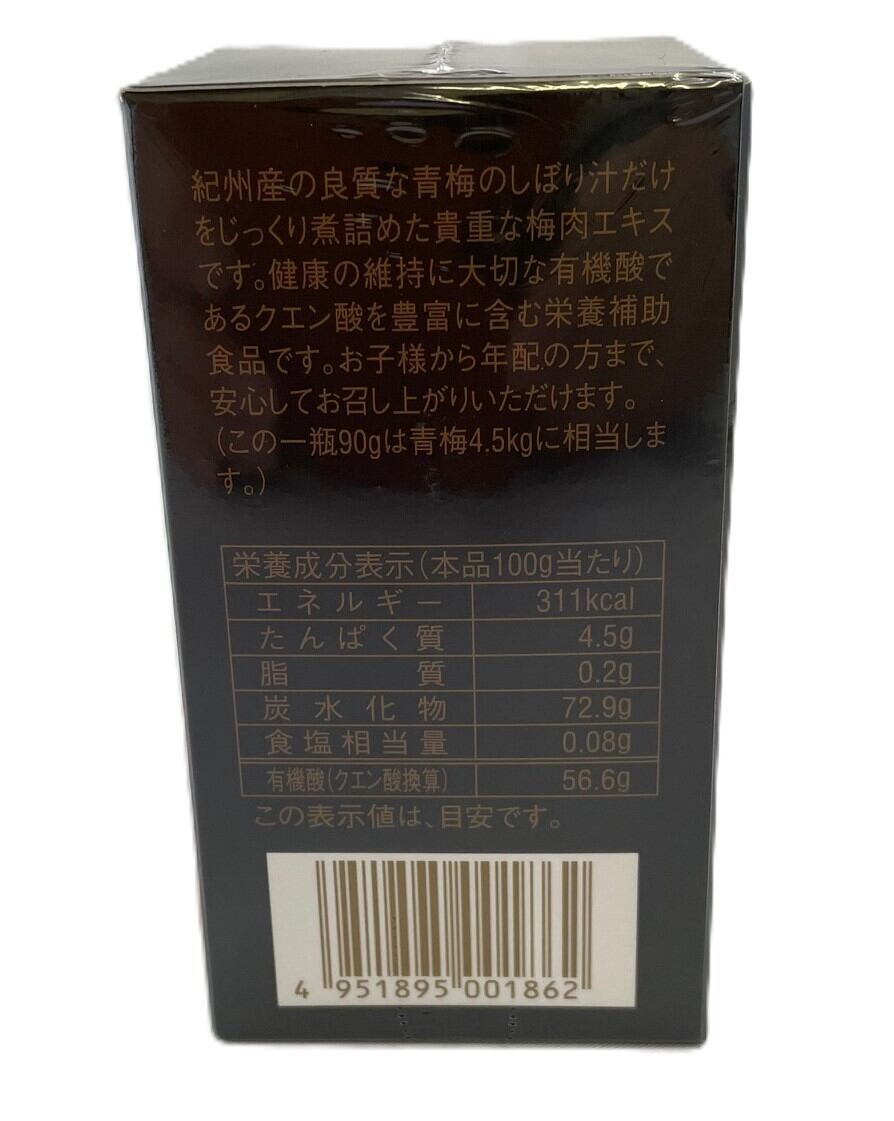 紀州産の良質な青梅のしぼり汁だけ
をじっくり煮詰めた貴重な梅肉エキス
です。健康の維持に大切な有機酸で
あるクエン酸を豊富に含む栄養補助
食品です。お子様から年配の方まで、
安心してお召し上がりいただけます。
(この一瓶90gは青梅4.5kgに相当しま
す。)
栄養成分表示(本品100g当たり)
エネルギー 311kcal
たんぱく質 4.5g
脂質 0.2g
炭水化物 72.9g
食塩相当量 0.08g
有機酸(クエン酸換算) 56.6g
この表示値は、目安です。
4 951895 001862